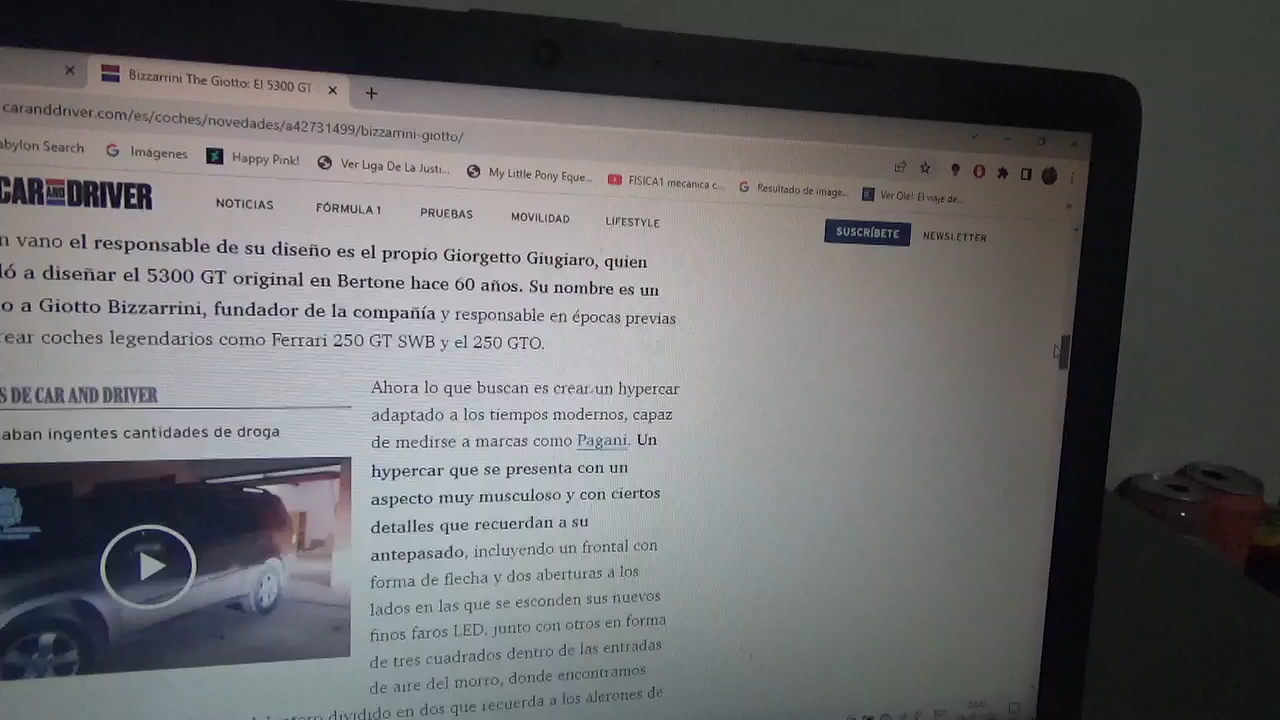 Bizzarrini The Giotto: El 5300 GT
caranddriver.com/es/coches/novedades/a42731499/bizzarrini-giotto/
abylon Search Imágenes Happy Pink! Ver Liga De La Justi... My Little Pony Eque... FISICA1 mecànica c... Resultado de image... Ver Olé! El viaje de...
CAR AND DRIVER NOTICIAS FÓRMULA 1 PRUEBAS MOVILIDAD LIFESTYLE SUSCRÍBETE NEWSLETTER
n vano el responsable de su diseño es el propio Giorgetto Giugiaro, quien
ló a diseñar el 5300 GT original en Bertone hace 60 años. Su nombre es un
o a Giotto Bizzarrini, fundador de la compañía y responsable en épocas previas
rear coches legendarios como Ferrari 250 GT SWB y el 250 GTO.
S DE CAR AND DRIVER
aban ingentes cantidades de droga
Ahora lo que buscan es crear un hypercar
adaptado a los tiempos modernos, capaz
de medirse a marcas como Pagani. Un
hypercar que se presenta con un
aspecto muy musculoso y con ciertos
detalles que recuerdan a su
antepasado, incluyendo un frontal con
forma de flecha y dos aberturas a los
lados en las que se esconden sus nuevos
finos faros LED, junto con otros en forma
de tres cuadrados dentro de las entradas
de aire del morro, donde encontramos
dividido en dos que recuerda a los alerones de